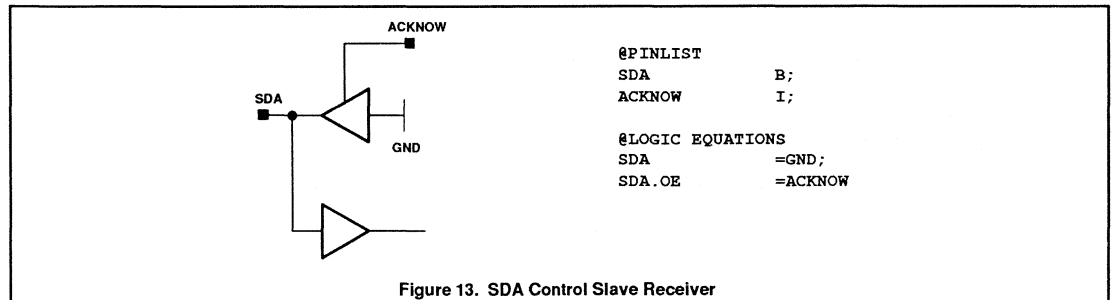 ACKNOW
SDA
GND
@PINLIST
SDA B;
ACKNOW I;
@LOGIC EQUATIONS
SDA =GND;
SDA.OE =ACKNOW
Figure 13. SDA Control Slave Receiver